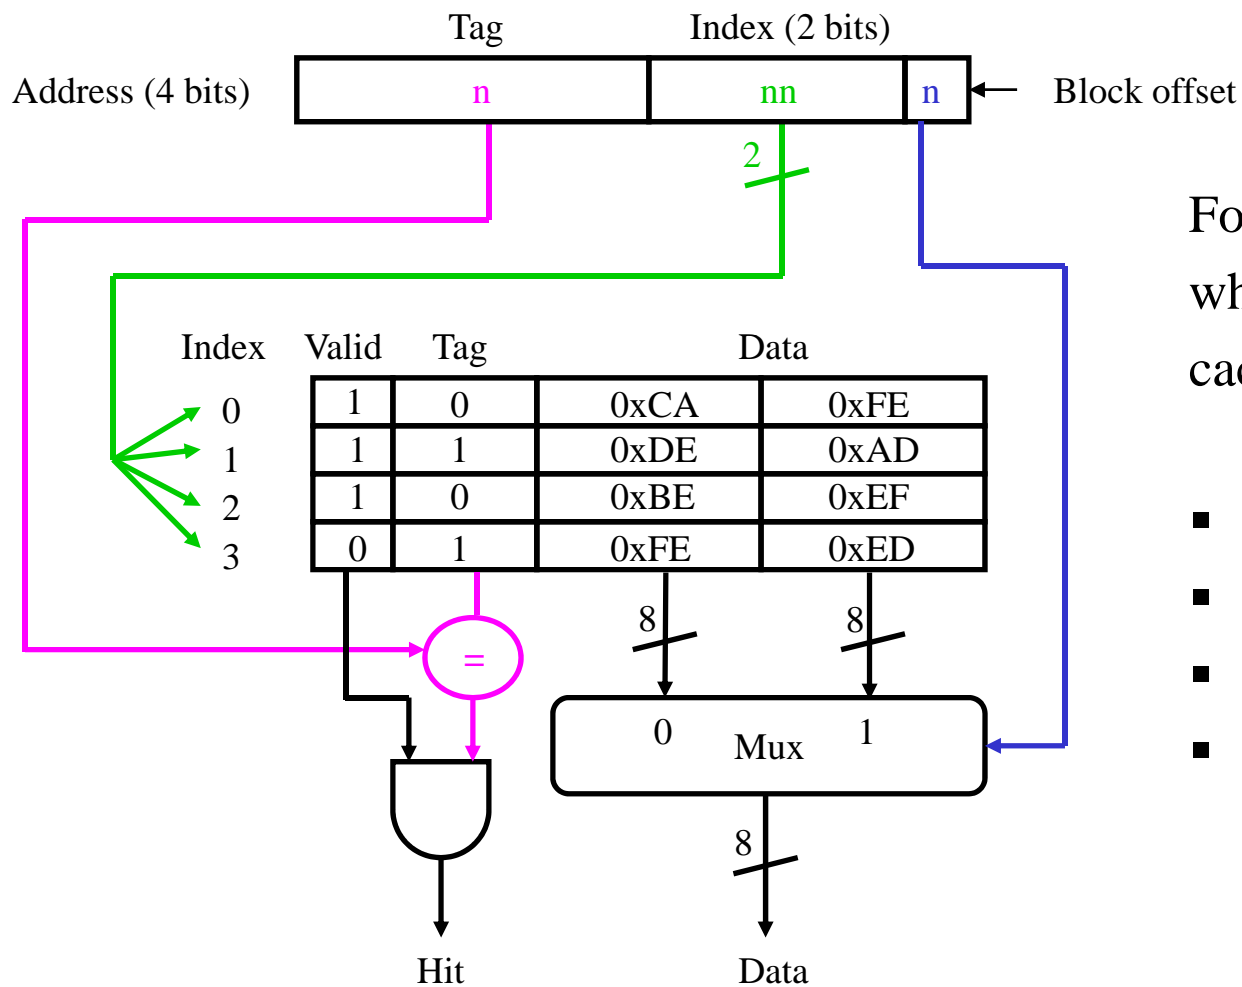 Tag Index (2 bits)
Address (4 bits) n nn n Block offset
2
Index Valid Tag Data
0 1 0 0xCA 0xFE
1 1 1 0xDE 0xAD
2 1 0 0xBE 0xEF
3 0 1 0xFE 0xED
8 8
=
0 Mux 1
8
Hit Data